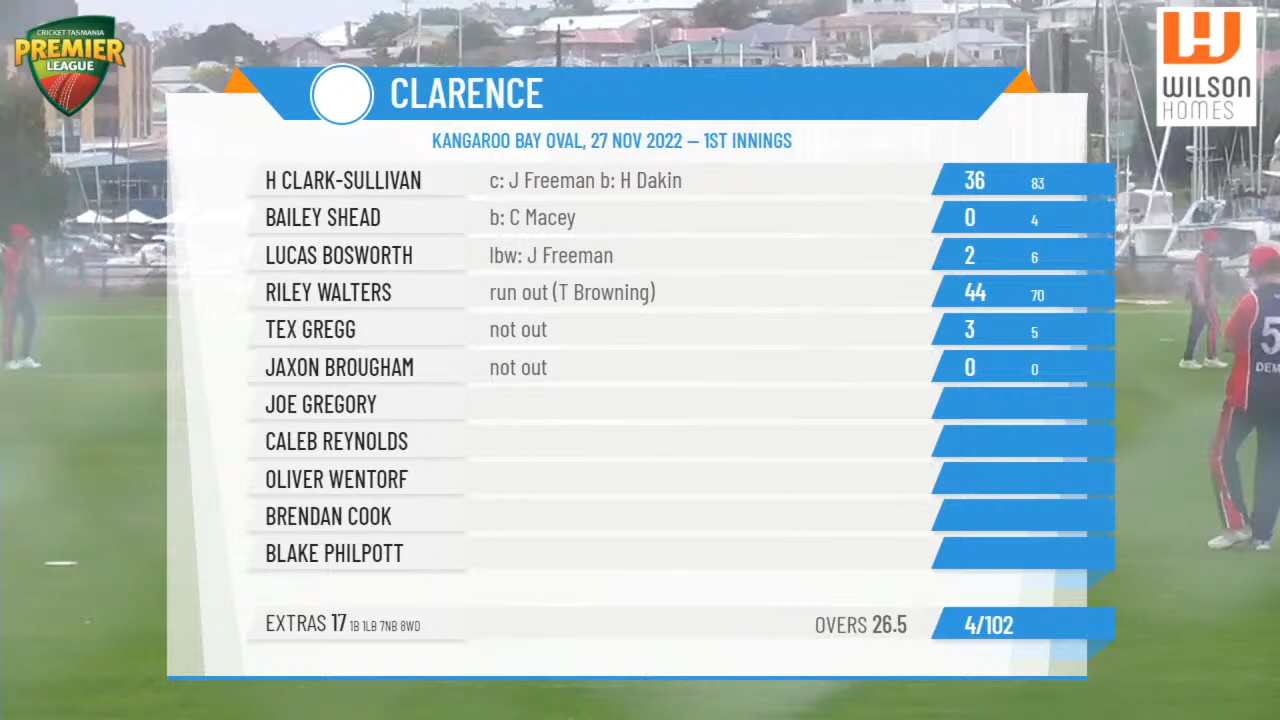 CRICKET TASMANIA
PREMIER
LEAGUE
WILSON
HOMES
CLARENCE
KANGAROO BAY OVAL, 27 NOV 2022 – 1ST INNINGS
H CLARK-SULLIVAN c: J Freeman b: H Dakin 36 83
BAILEY SHEAD b: C Macey 0 4
LUCAS BOSWORTH lbw: J Freeman 2 6
RILEY WALTERS run out (T Browning) 44 70
TEX GREGG not out 3 5
JAXON BROUGHAM not out 0 0
JOE GREGORY
CALEB REYNOLDS
OLIVER WENTORF
BRENDAN COOK
BLAKE PHILPOTT
EXTRAS 17 1B 1LB 7NB 8WD OVERS 26.5 4/102
5
DEM